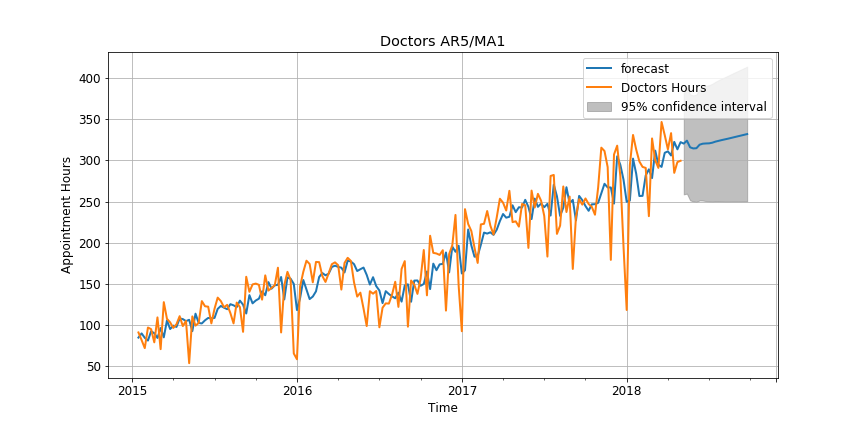 Doctors AR5/MA1
forecast
Doctors Hours
95% confidence interval
Appointment Hours
400
350
300
250
200
150
100
50
2015 2016 2017 2018
Time